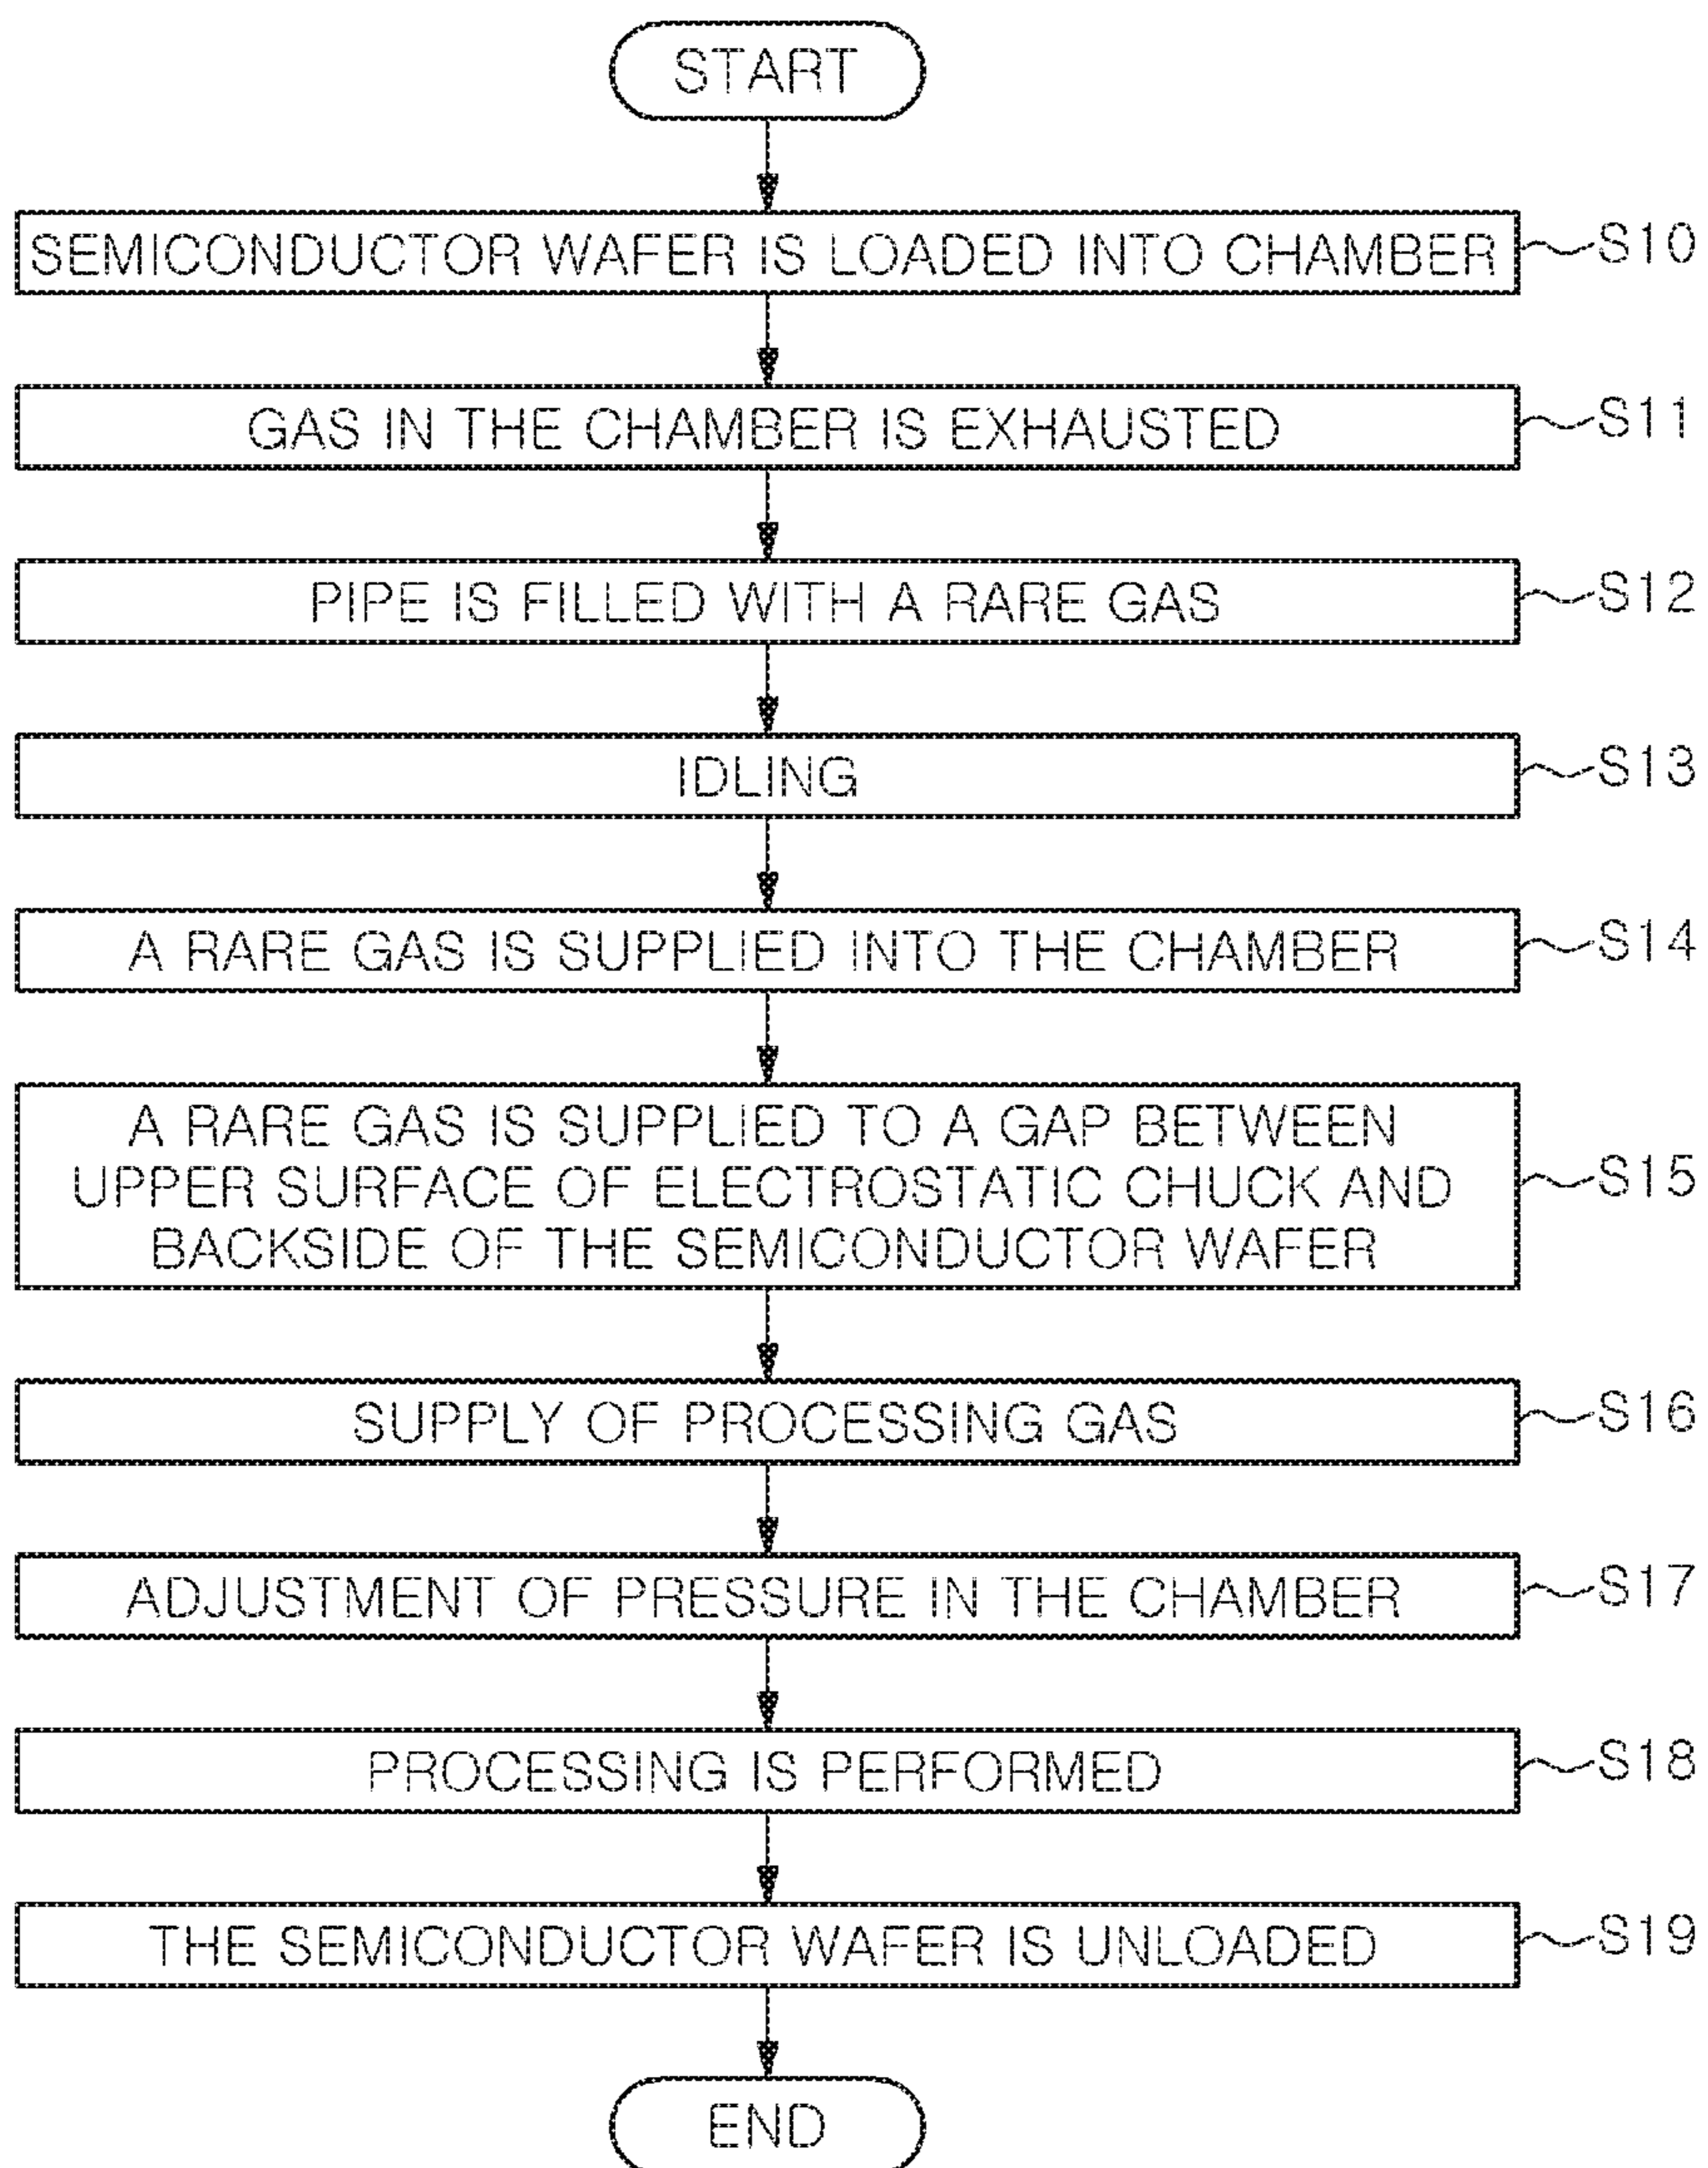 START
SEMICONDUCTOR WAFER IS LOADED INTO CHAMBER
S10
GAS IN THE CHAMBER IS EXHAUSTED
S11
PIPE IS FILLED WITH A RARE GAS
S12
IDLING
S13
A RARE GAS IS SUPPLIED INTO THE CHAMBER
S14
A RARE GAS IS SUPPLIED TO A GAP BETWEEN
UPPER SURFACE OF ELECTROSTATIC CHUCK AND
BACKSIDE OF THE SEMICONDUCTOR WAFER
S15
SUPPLY OF PROCESSING GAS
S16
ADJUSTMENT OF PRESSURE IN THE CHAMBER
S17
PROCESSING IS PERFORMED
S18
THE SEMICONDUCTOR WAFER IS UNLOADED
S19
END